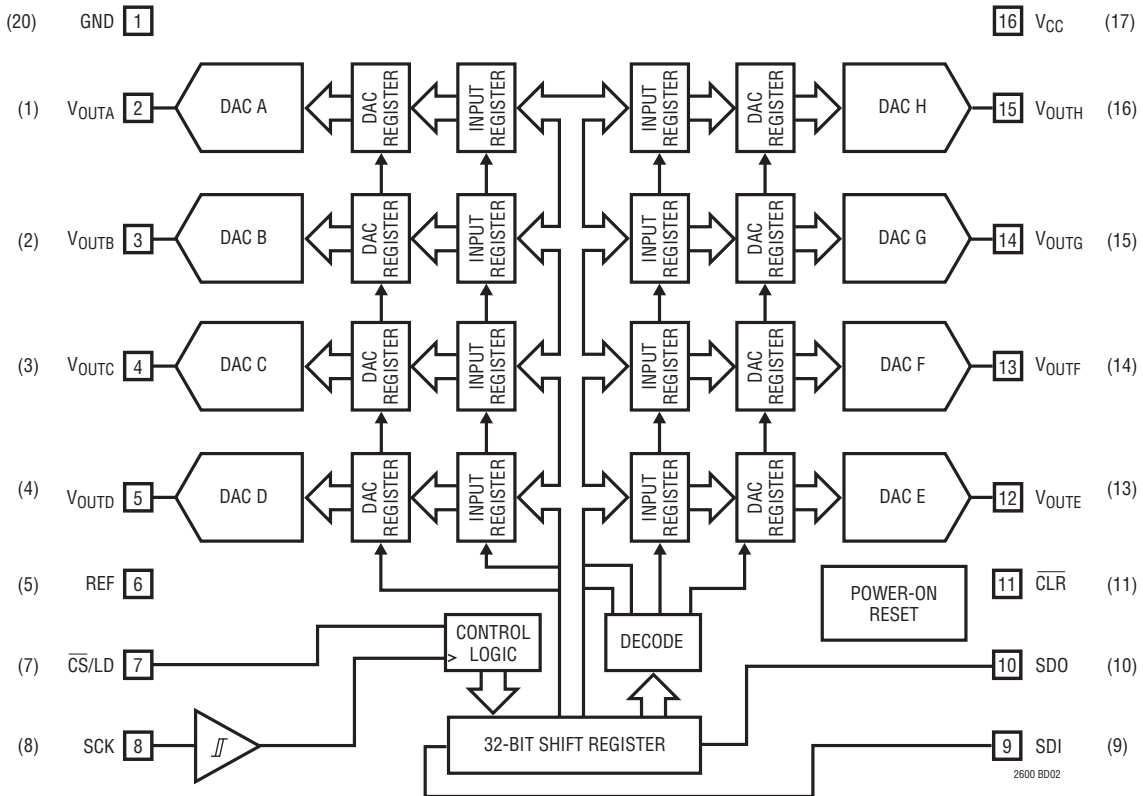 (20) GND 1
16 VCC (17)
(1) VOUTA 2 DAC A DAC REGISTER INPUT REGISTER INPUT REGISTER DAC REGISTER DAC H 15 VOUTH (16)
(2) VOUTB 3 DAC B DAC REGISTER INPUT REGISTER INPUT REGISTER DAC REGISTER DAC G 14 VOUTG (15)
(3) VOUTC 4 DAC C DAC REGISTER INPUT REGISTER INPUT REGISTER DAC REGISTER DAC F 13 VOUTF (14)
(4) VOUTD 5 DAC D DAC REGISTER INPUT REGISTER INPUT REGISTER DAC REGISTER DAC E 12 VOUTE (13)
(5) REF 6
POWER-ON
RESET
11 C̅L̅R̅ (11)
(7) C̅S̅/LD 7
CONTROL
LOGIC
DECODE
10 SDO (10)
(8) SCK 8
32-BIT SHIFT REGISTER
9 SDI (9)
2600 BD02